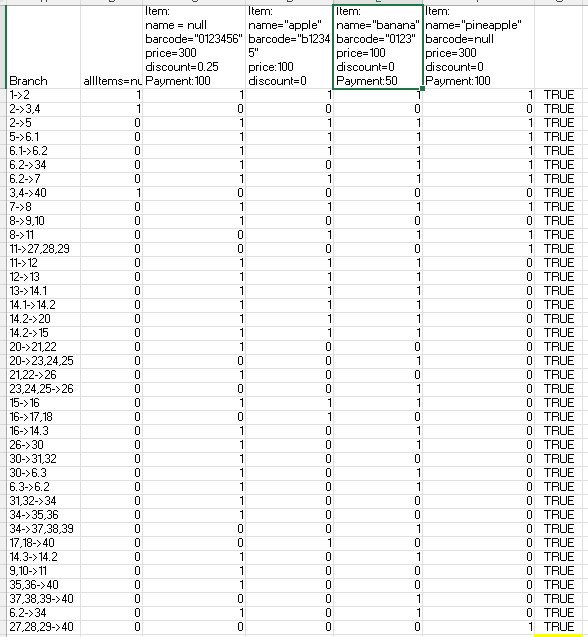 Branch
allItems=nu
Item:
name = null
barcode="0123456"
price=300
discount=0.25
Payment:100
Item:
name="apple"
barcode="b1234
5"
price:100
discount=0
Item:
name="banana"
barcode="0123"
price=100
discount=0
Payment:50
Item:
name="pineapple"
barcode=null
price=300
discount=0
Payment:100
1->2 1 1 1 1 1 TRUE
2->3,4 1 0 0 0 0 TRUE
2->5 0 1 1 1 1 TRUE
5->6.1 0 1 1 1 1 TRUE
6.1->6.2 0 1 1 1 1 TRUE
6.2->34 0 1 0 1 1 TRUE
6.2->7 0 1 1 1 1 TRUE
3,4->40 1 0 0 0 0 TRUE
7->8 0 1 1 1 1 TRUE
8->9,10 0 1 0 0 0 TRUE
8->11 0 0 1 1 1 TRUE
11->27,28,29 0 0 0 0 1 TRUE
11->12 0 1 1 1 1 TRUE
12->13 0 1 1 1 0 TRUE
13->14.1 0 1 1 1 0 TRUE
14.1->14.2 0 1 1 1 0 TRUE
14.2->20 0 1 0 1 0 TRUE
14.2->15 0 1 1 1 0 TRUE
20->21,22 0 1 0 0 0 TRUE
20->23,24,25 0 0 0 1 0 TRUE
21,22->26 0 1 0 0 0 TRUE
23,24,25->26 0 0 0 1 0 TRUE
15->16 0 1 1 1 0 TRUE
16->17,18 0 0 1 0 0 TRUE
16->14.3 0 1 0 1 0 TRUE
26->30 0 1 0 1 0 TRUE
30->31,32 0 1 0 0 0 TRUE
30->6.3 0 1 0 1 0 TRUE
6.3->6.2 0 1 0 1 0 TRUE
31,32->34 0 1 0 0 0 TRUE
34->35,36 0 1 0 0 0 TRUE
34->37,38,39 0 0 0 1 0 TRUE
17,18->40 0 0 1 0 0 TRUE
14.3->14.2 0 1 0 1 0 TRUE
9,10->11 0 1 0 0 0 TRUE
35,36->40 0 1 0 0 0 TRUE
37,38,39->40 0 0 0 1 0 TRUE
6.2->34 0 1 0 1 0 TRUE
27,28,29->40 0 0 0 0 1 TRUE